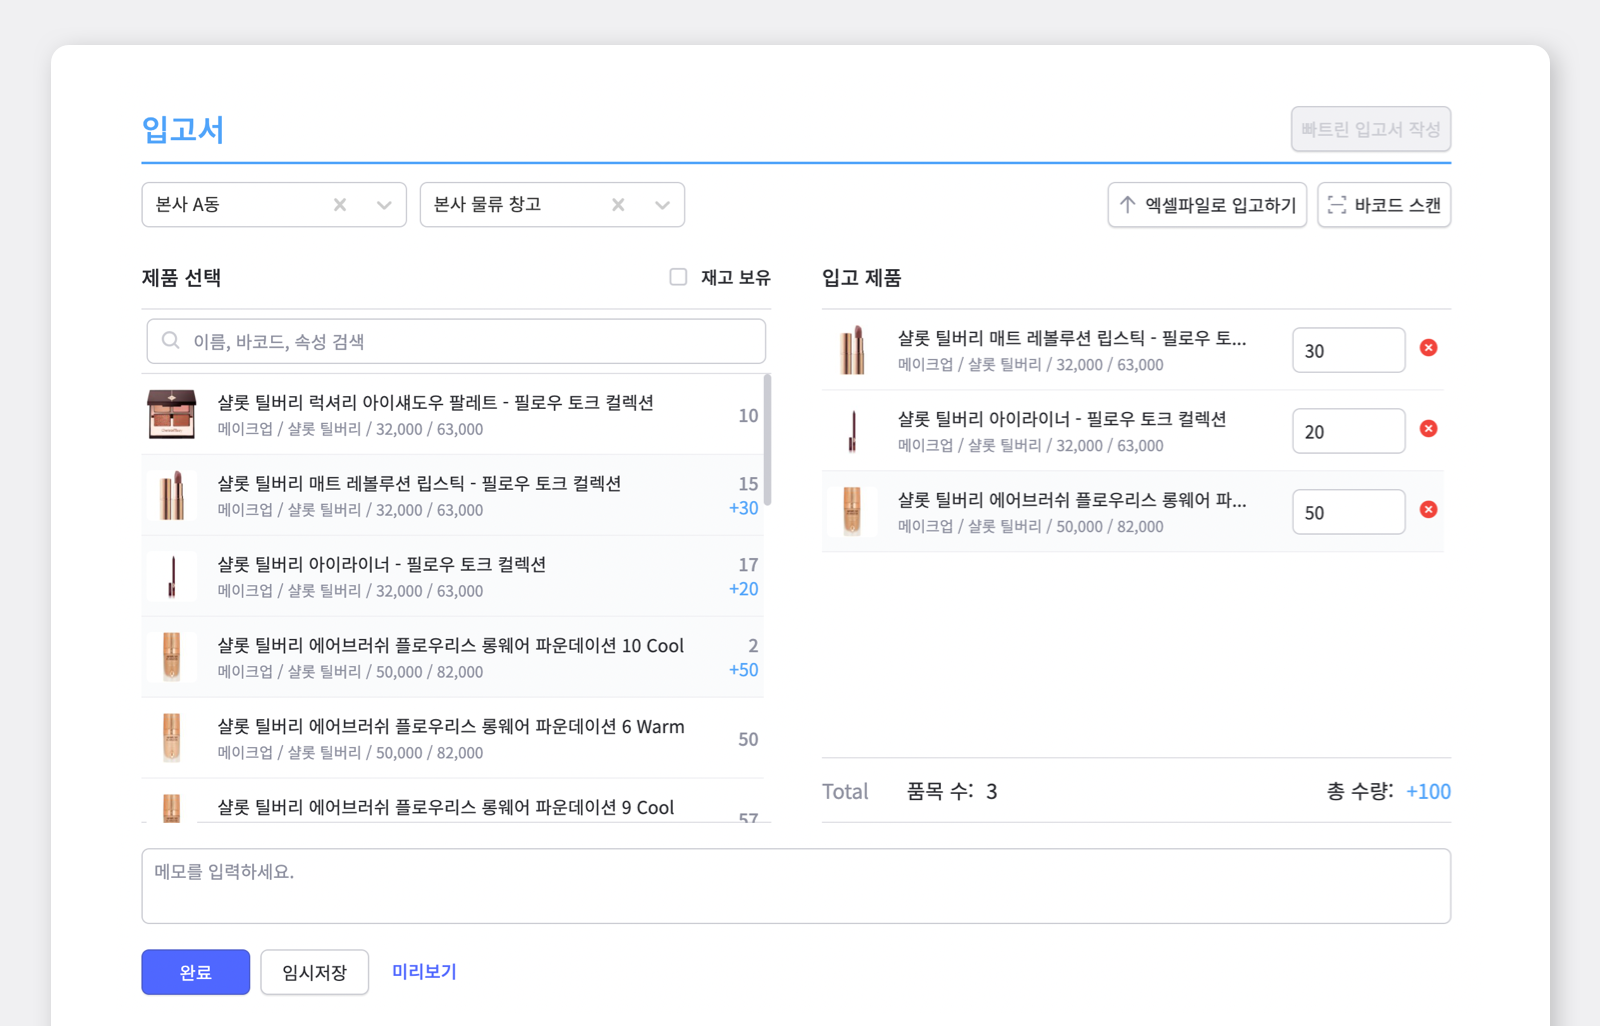 입고서
빠트린 입고서 작성
본사 A동
본사 물류 창고
엑셀파일로 입고하기
바코드 스캔
제품 선택
재고 보유
이름, 바코드, 속성 검색
샬롯 틸버리 럭셔리 아이섀도우 팔레트 - 필로우 토크 컬렉션
메이크업 / 샬롯 틸버리 / 32,000 / 63,000
10
샬롯 틸버리 매트 레볼루션 립스틱 - 필로우 토크 컬렉션
메이크업 / 샬롯 틸버리 / 32,000 / 63,000
15
+30
샬롯 틸버리 아이라이너 - 필로우 토크 컬렉션
메이크업 / 샬롯 틸버리 / 32,000 / 63,000
17
+20
샬롯 틸버리 에어브러쉬 플로우리스 롱웨어 파운데이션 10 Cool
메이크업 / 샬롯 틸버리 / 50,000 / 82,000
2
+50
샬롯 틸버리 에어브러쉬 플로우리스 롱웨어 파운데이션 6 Warm
메이크업 / 샬롯 틸버리 / 50,000 / 82,000
50
샬롯 틸버리 에어브러쉬 플로우리스 롱웨어 파운데이션 9 Cool
57
입고 제품
샬롯 틸버리 매트 레볼루션 립스틱 - 필로우 토...
메이크업 / 샬롯 틸버리 / 32,000 / 63,000
30
샬롯 틸버리 아이라이너 - 필로우 토크 컬렉션
메이크업 / 샬롯 틸버리 / 32,000 / 63,000
20
샬롯 틸버리 에어브러쉬 플로우리스 롱웨어 파...
메이크업 / 샬롯 틸버리 / 50,000 / 82,000
50
Total 품목 수: 3 총 수량: +100
메모를 입력하세요.
완료
임시저장
미리보기